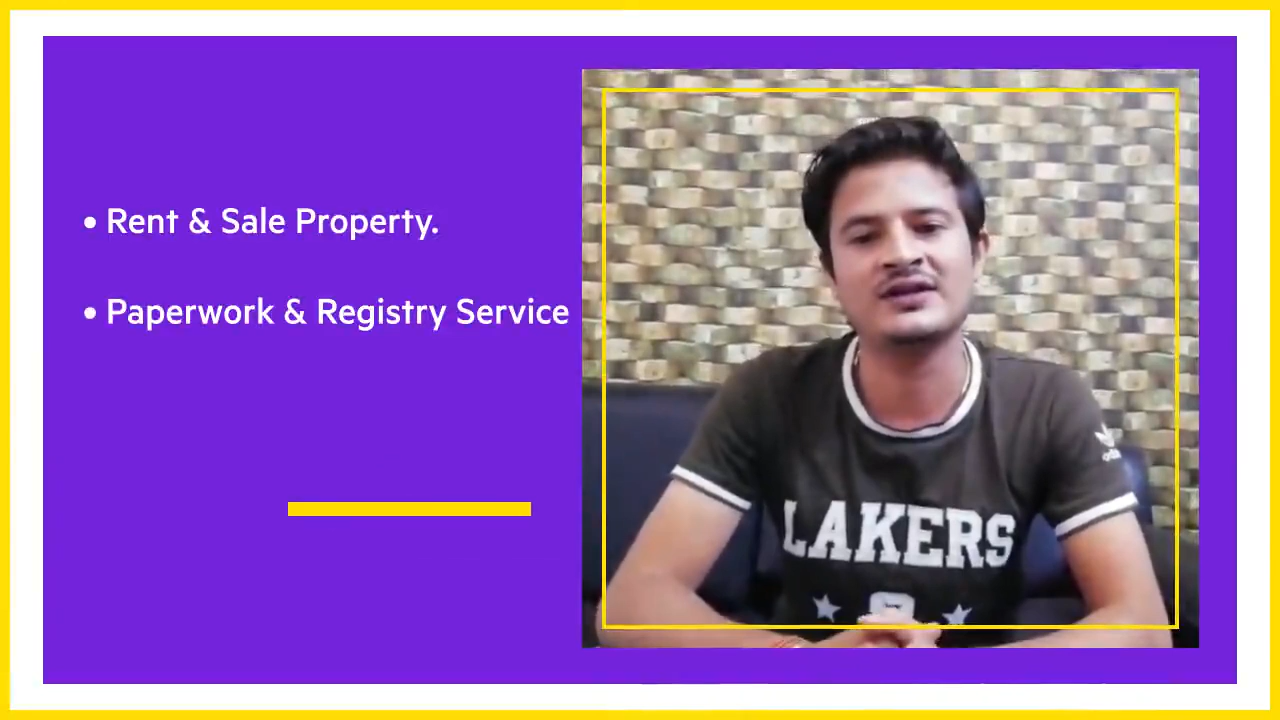 • Rent & Sale Property.
• Paperwork & Registry Service
LAKERS